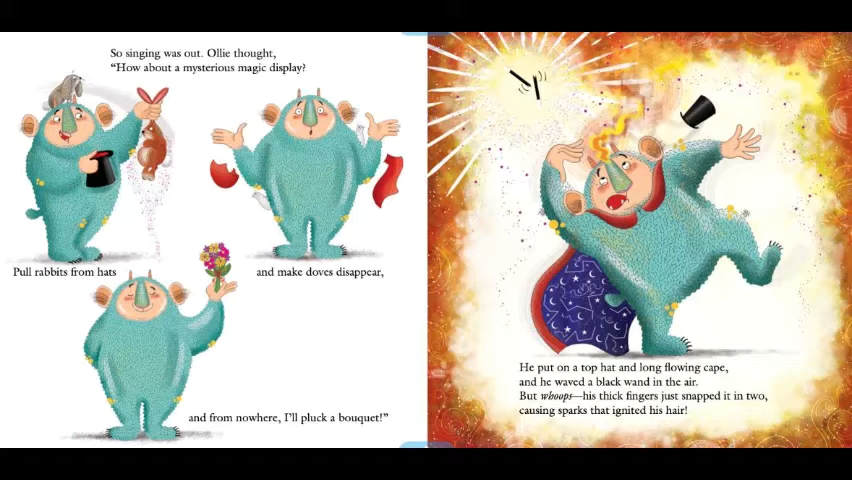 So singing was out. Ollie thought,
"How about a mysterious magic display?
Pull rabbits from hats
and make doves disappear,
and from nowhere, I'll pluck a bouquet!"
He put on a top hat and long flowing cape,
and he waved a black wand in the air.
But whoops—his thick fingers just snapped it in two,
causing sparks that ignited his hair!